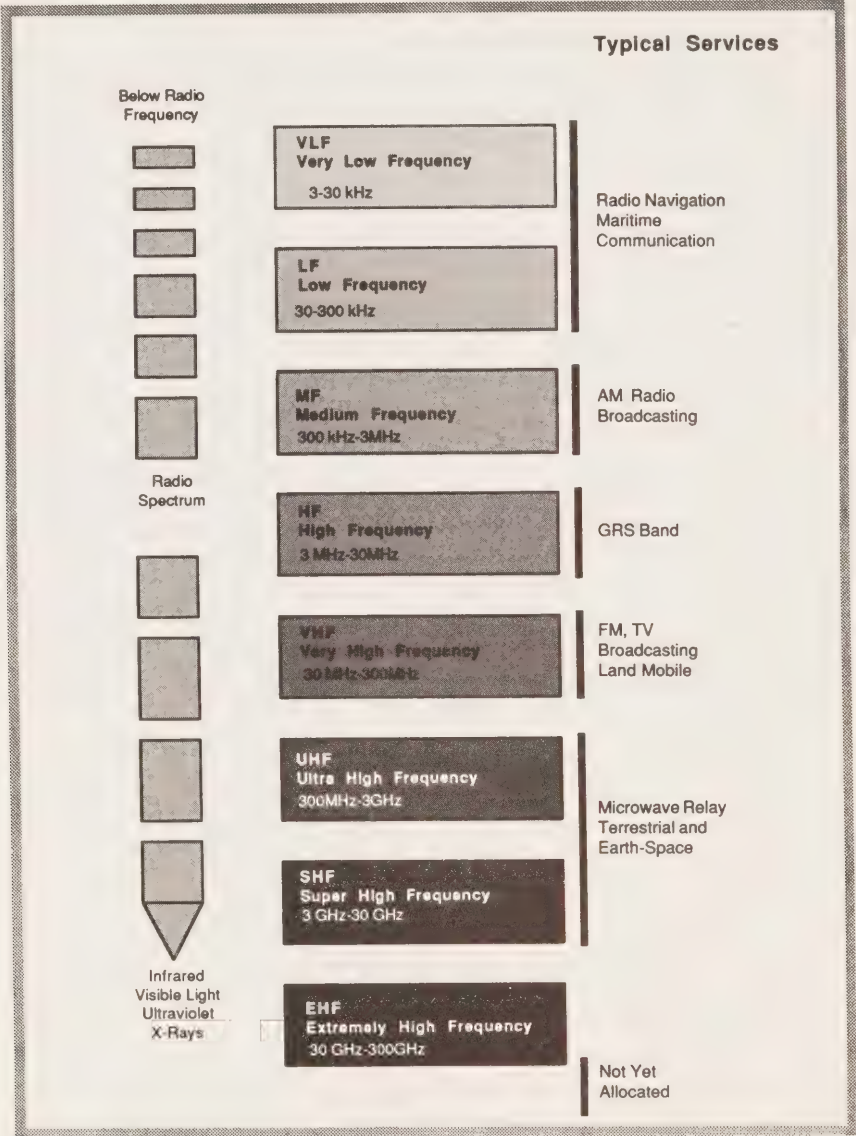 Typical Services
Below Radio
Frequency
VLF
Very Low Frequency
3-30 kHz
Radio Navigation
Maritime
Communication
LF
Low Frequency
30-300 kHz
MF
Medium Frequency
300 kHz-3MHz
AM Radio
Broadcasting
Radio
Spectrum
HF
High Frequency
3 MHz-30MHz
GRS Band
VHF
Very High Frequency
30 MHz-300MHz
FM, TV
Broadcasting
Land Mobile
UHF
Ultra High Frequency
300MHz-3GHz
Microwave Relay
Terrestrial and
Earth-Space
SHF
Super High Frequency
3 GHz-30 GHz
Infrared
Visible Light
Ultraviolet
X-Rays
EHF
Extremely High Frequency
30 GHz-300GHz
Not Yet
Allocated